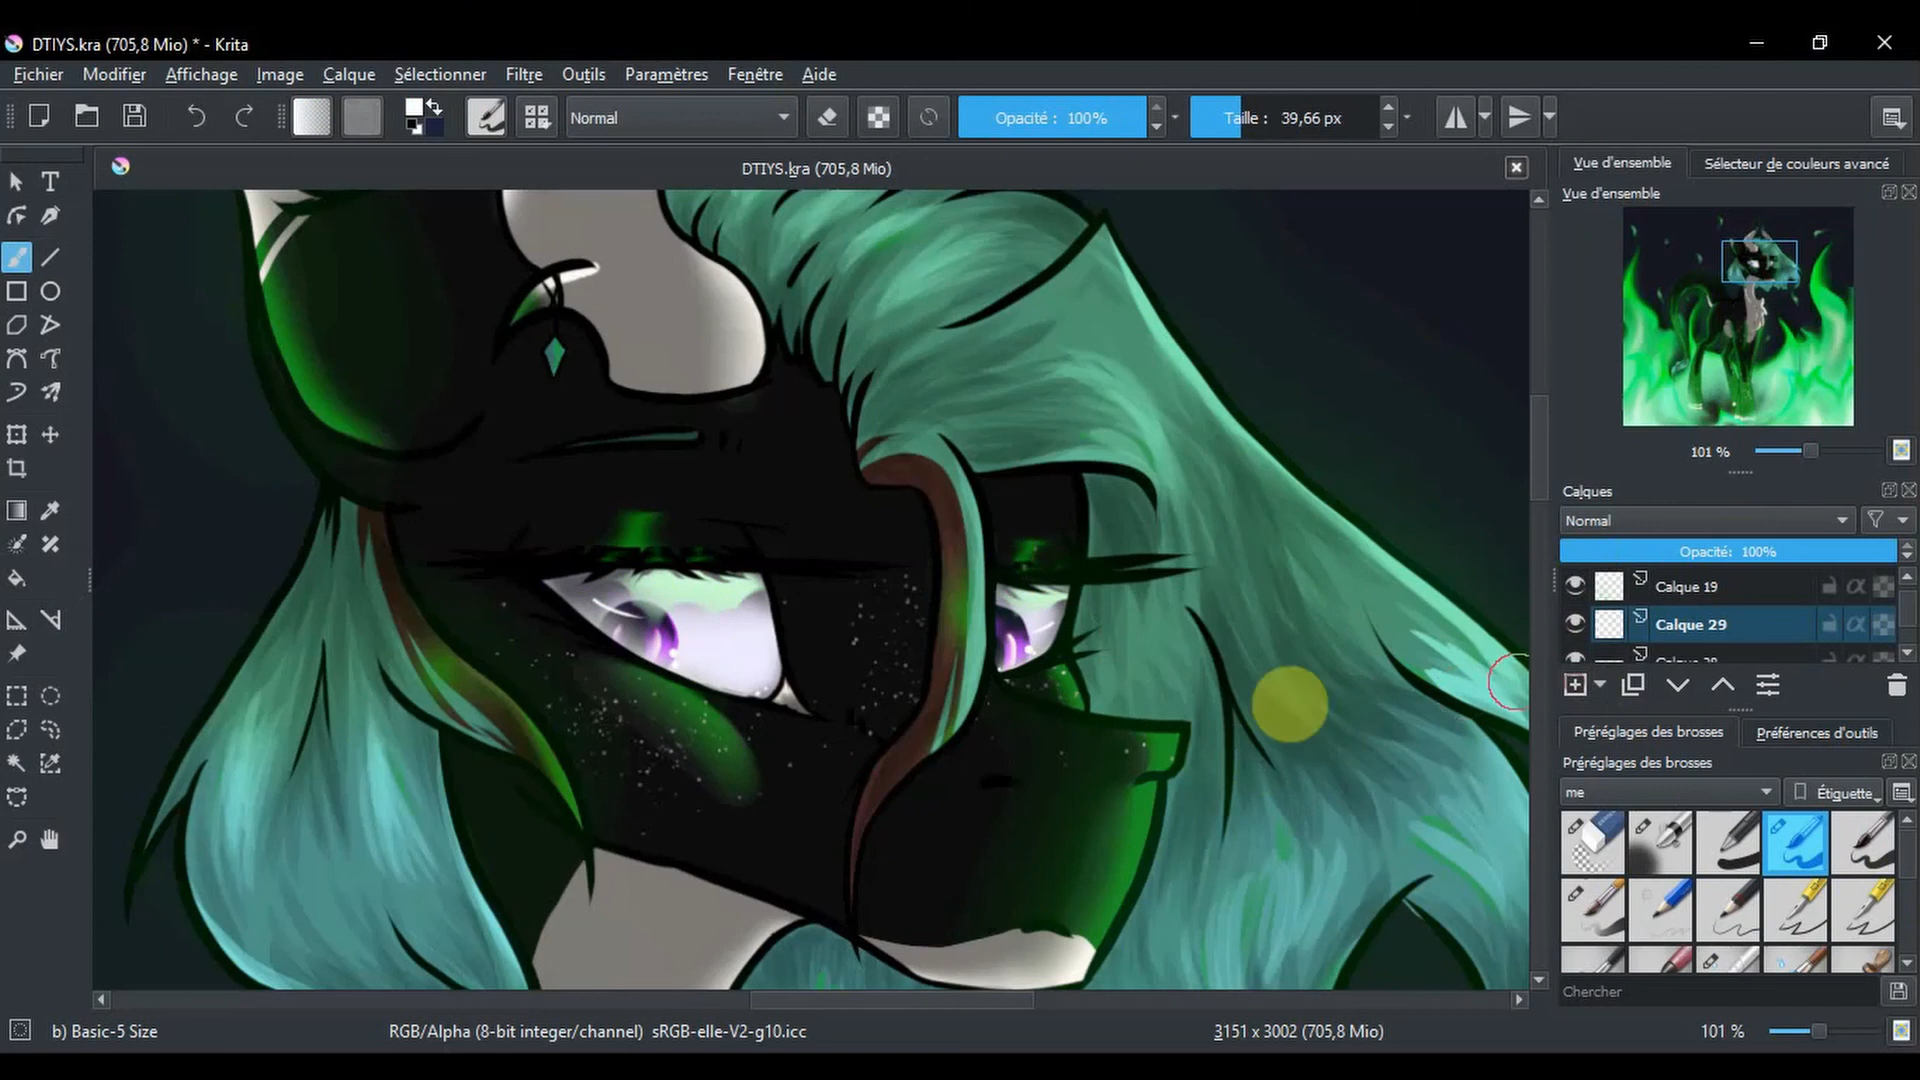 DTIYS.kra (705,8 Mio) * - Krita
Fichier Modifier Affichage Image Calque Sélectionner Filtre Outils Paramètres Fenêtre Aide
Normal Opacité : 100% Taille : 39,66 px
DTIYS.kra (705,8 Mio)
Vue d'ensemble Sélecteur de couleurs avancé
Vue d'ensemble
101 %
Calques
Normal
Opacité: 100%
Calque 19
Calque 29
Préréglages des brosses Préférences d'outils
Préréglages des brosses
me Étiquette
Chercher
b) Basic-5 Size RGB/Alpha (8-bit integer/channel) sRGB-elle-V2-g10.icc 3151 x 3002 (705,8 Mio) 101 %